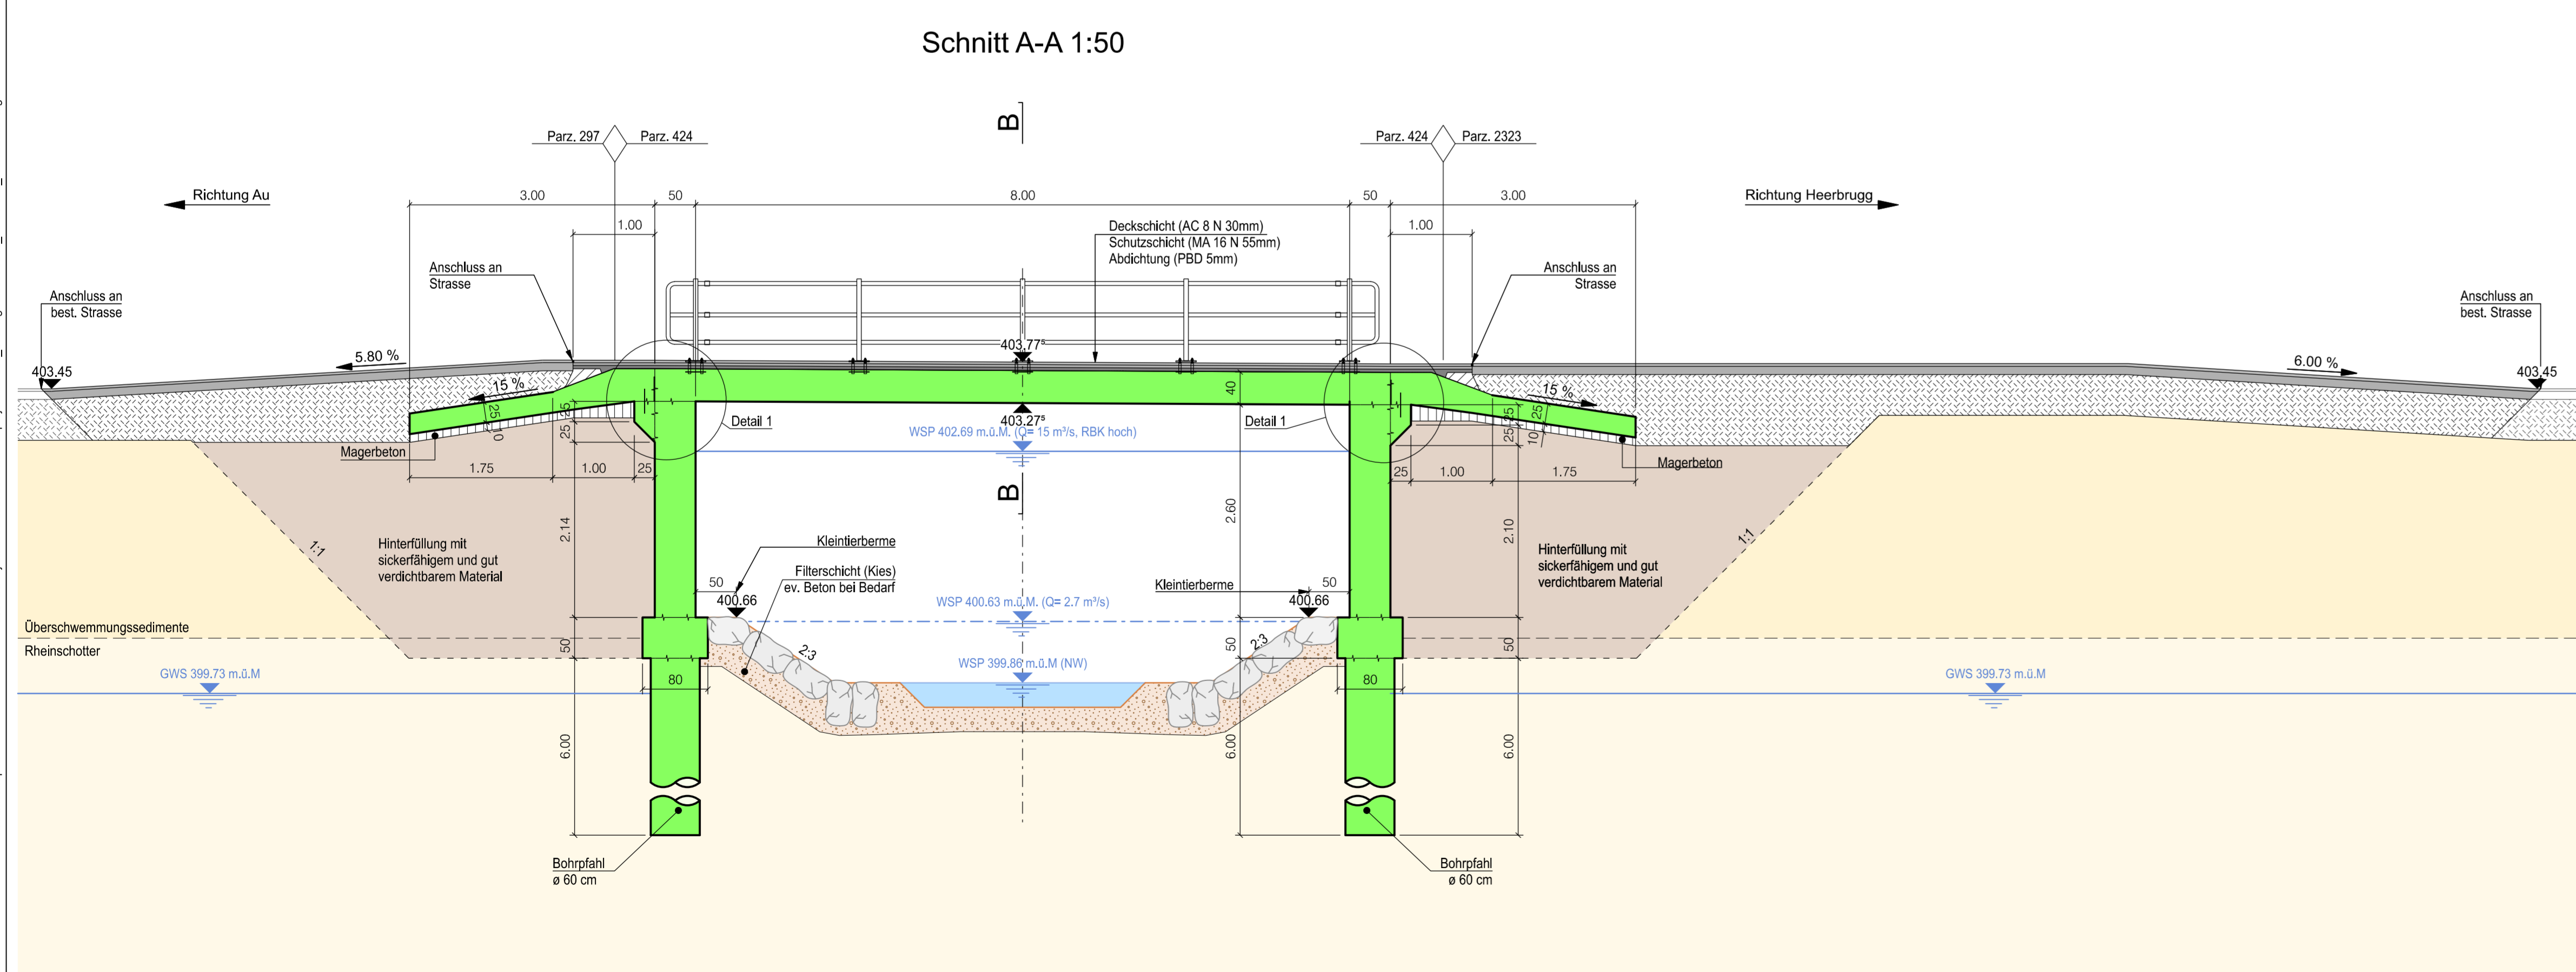 Schnitt A-A 1:50
B
Parz. 297
Parz. 424
Parz. 424
Parz. 2323
Richtung Au
3.00
50
8.00
50
3.00
Richtung Heerbrugg
1.00
1.00
Deckschicht (AC 8 N 30mm)
Schutzschicht (MA 16 N 55mm)
Abdichtung (PBD 5mm)
Anschluss an
Strasse
Anschluss an
Strasse
Anschluss an
best. Strasse
Anschluss an
best. Strasse
403.77⁵
5.80 %
6.00 %
403.45
403.45
15 %
15 %
40
25
10
25
25
25
25
25
10
403.27⁵
Detail 1
Detail 1
WSP 402.69 m.ü.M. (Q= 15 m³/s, RBK hoch)
Magerbeton
Magerbeton
1.75
1.00
25
25
1.00
1.75
B
2.14
2.60
2.10
1:1
1:1
Hinterfüllung mit
sickerfähigem und gut
verdichtbarem Material
Hinterfüllung mit
sickerfähigem und gut
verdichtbarem Material
Kleintierberme
Filterschicht (Kies)
ev. Beton bei Bedarf
Kleintierberme
50
50
400.66
400.66
WSP 400.63 m.ü.M. (Q= 2.7 m³/s)
Überschwemmungssedimente
Rheinschotter
50
50
50
2:3
2:3
WSP 399.86 m.ü.M (NW)
GWS 399.73 m.ü.M
GWS 399.73 m.ü.M
80
80
6.00
6.00
6.00
Bohrpfahl
ø 60 cm
Bohrpfahl
ø 60 cm